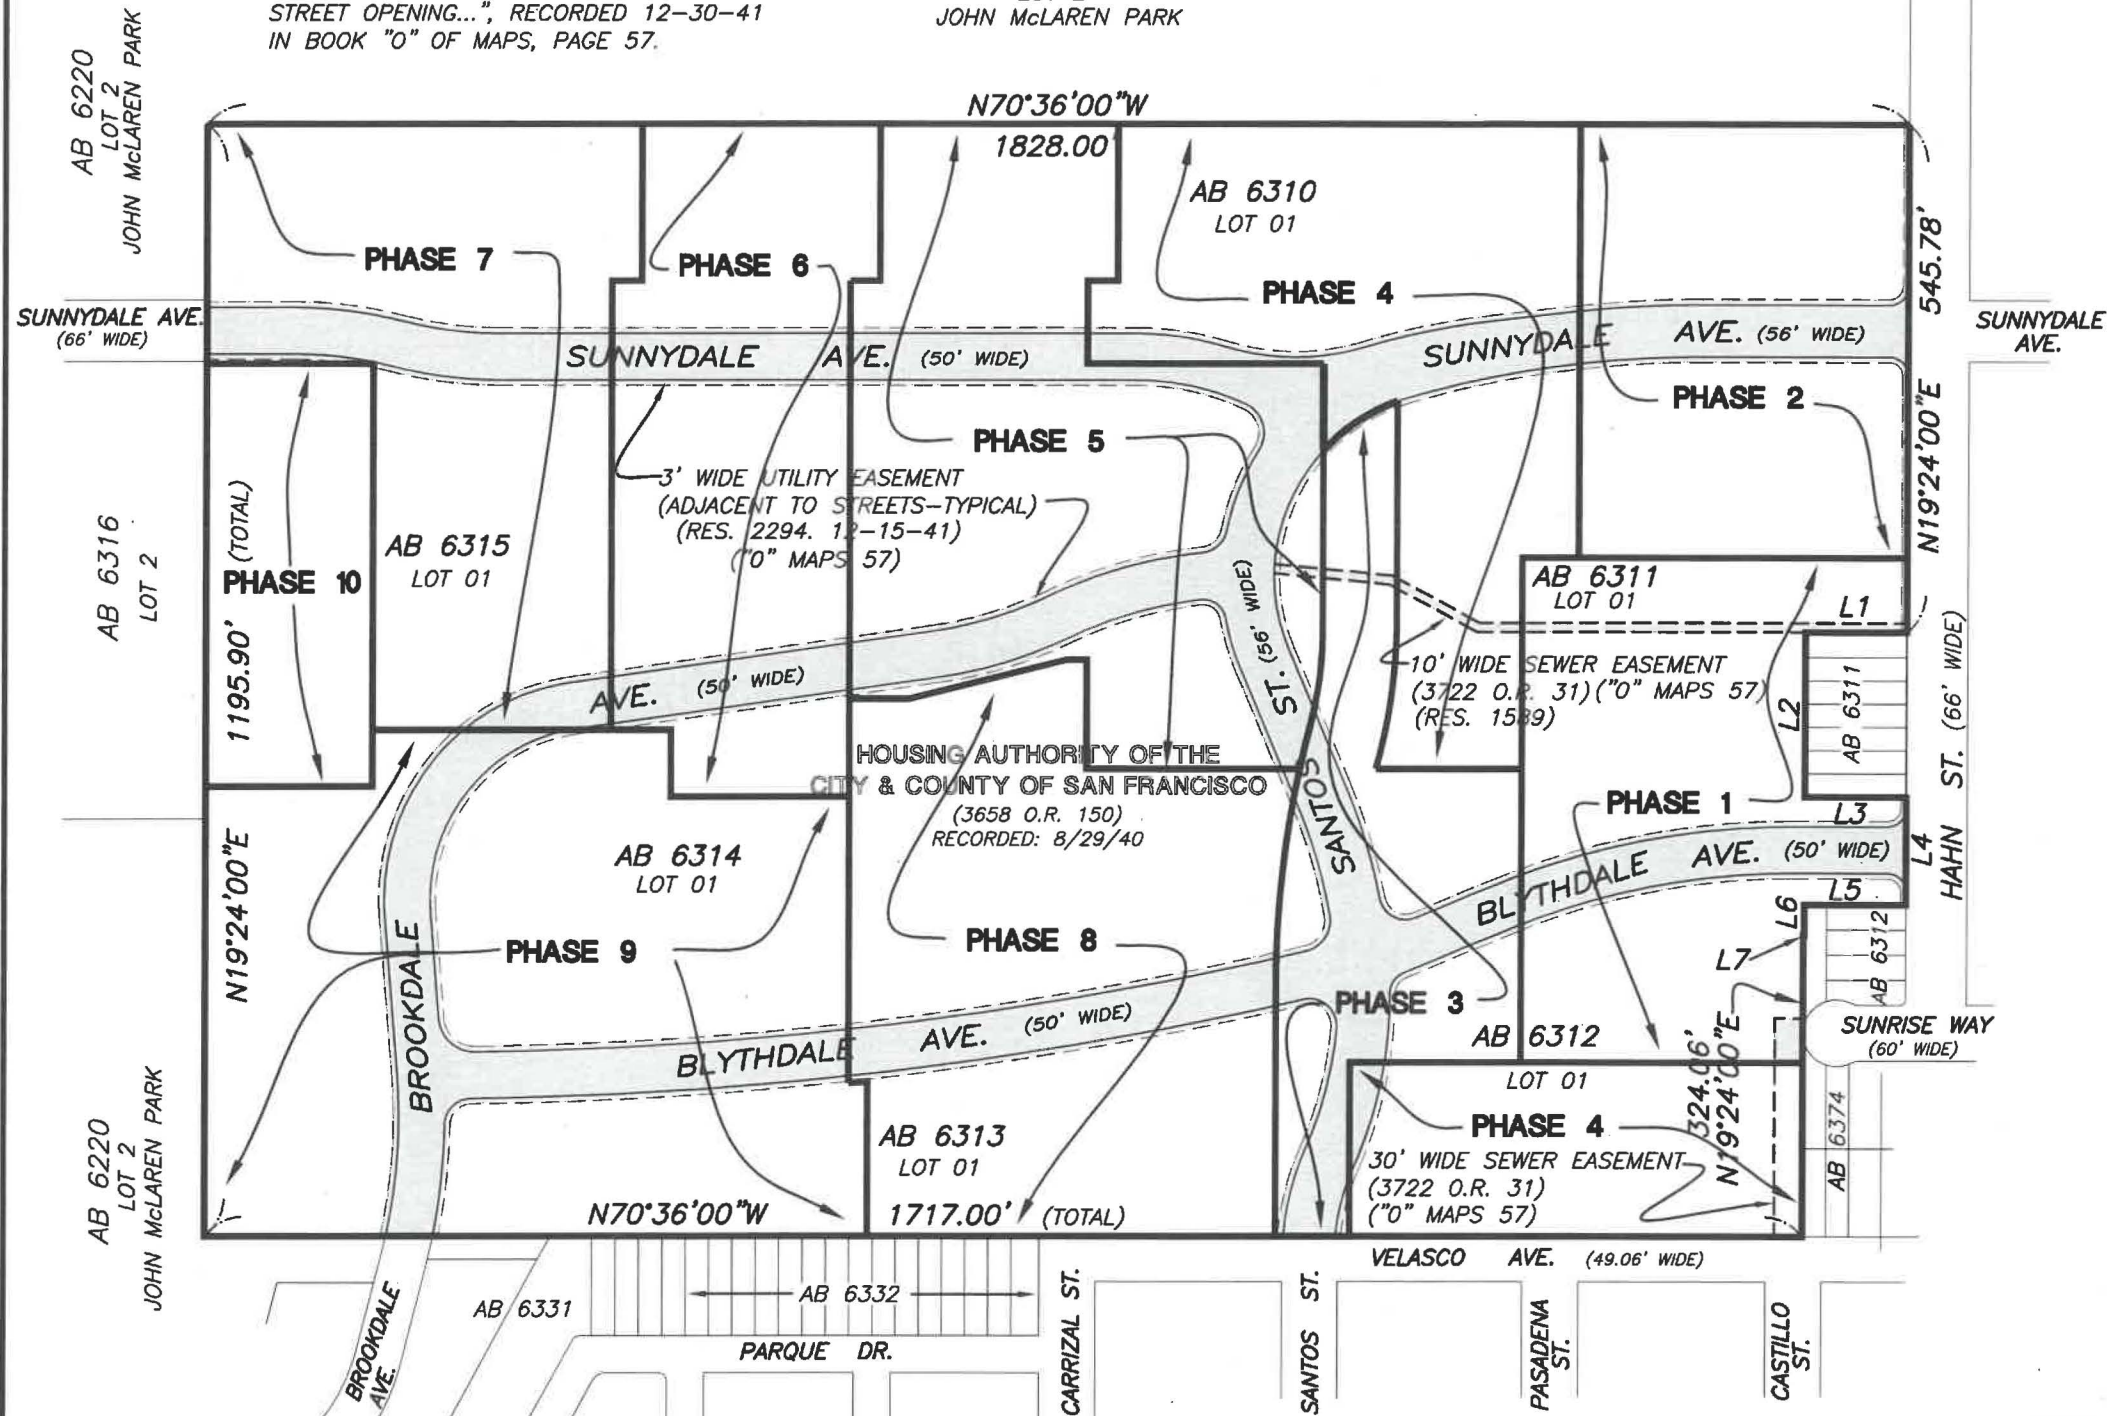 STREET OPENING...", RECORDED 12-30-41
IN BOOK "O" OF MAPS, PAGE 57.
JOHN McLAREN PARK
AB 6220
LOT 2
JOHN McLAREN PARK
N70°36'00"W
1828.00'
AB 6310
LOT 01
PHASE 7
PHASE 6
PHASE 4
545.78'
SUNNYDALE AVE.
(66' WIDE)
SUNNYDALE AVE. (50' WIDE)
SUNNYDALE AVE. (56' WIDE)
SUNNYDALE
AVE.
PHASE 2
N19°24'00"E
PHASE 5
3' WIDE UTILITY EASEMENT
(ADJACENT TO STREETS-TYPICAL)
(RES. 2294. 12-15-41)
("O" MAPS 57)
AB 6316
LOT 2
1195.90' (TOTAL)
PHASE 10
AB 6315
LOT 01
AB 6311
LOT 01
L1
10' WIDE SEWER EASEMENT
(3722 O.R. 31) ("O" MAPS 57)
(RES. 1589)
L2
AB 6311
HAHN ST. (66' WIDE)
AVE. (50' WIDE)
SANTOS ST. (56' WIDE)
HOUSING AUTHORITY OF THE
CITY & COUNTY OF SAN FRANCISCO
(3658 O.R. 150)
RECORDED: 8/29/40
PHASE 1
L3
L4
BLYTHDALE AVE. (50' WIDE)
L5
L6
L7
AB 6312
N19°24'00"E
AB 6314
LOT 01
PHASE 9
PHASE 8
PHASE 3
BROOKDALE
BLYTHDALE AVE. (50' WIDE)
AB 6312
LOT 01
SUNRISE WAY
(60' WIDE)
324.06'
N19°24'00"E
AB 6220
LOT 2
JOHN McLAREN PARK
AB 6313
LOT 01
PHASE 4
30' WIDE SEWER EASEMENT
(3722 O.R. 31)
("O" MAPS 57)
AB 6374
N70°36'00"W
1717.00' (TOTAL)
VELASCO AVE. (49.06' WIDE)
BROOKDALE
AVE.
AB 6331
AB 6332
PARQUE DR.
CARRIZAL ST.
SANTOS ST.
PASADENA
ST.
CASTILLO
ST.